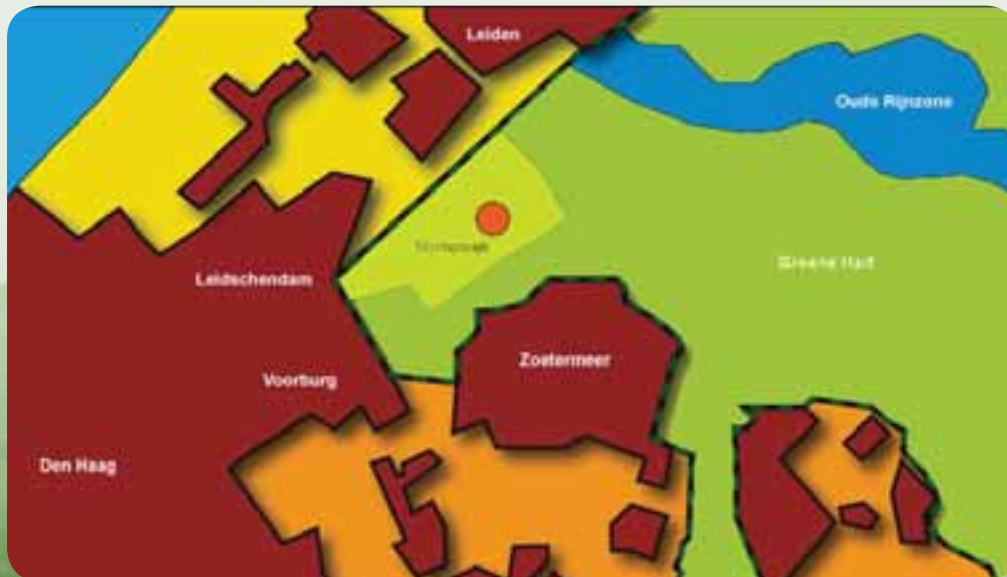 Leiden
Oude Rijnzone
Leidschendam
Groene Hart
Zoetermeer
Voorburg
Den Haag